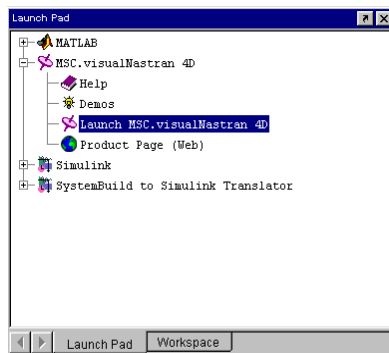 Launch Pad
MATLAB
MSC.visualNastran 4D
Help
Demos
Launch MSC.visualNastran 4D
Product Page (Web)
Simulink
SystemBuild to Simulink Translator
Launch Pad Workspace